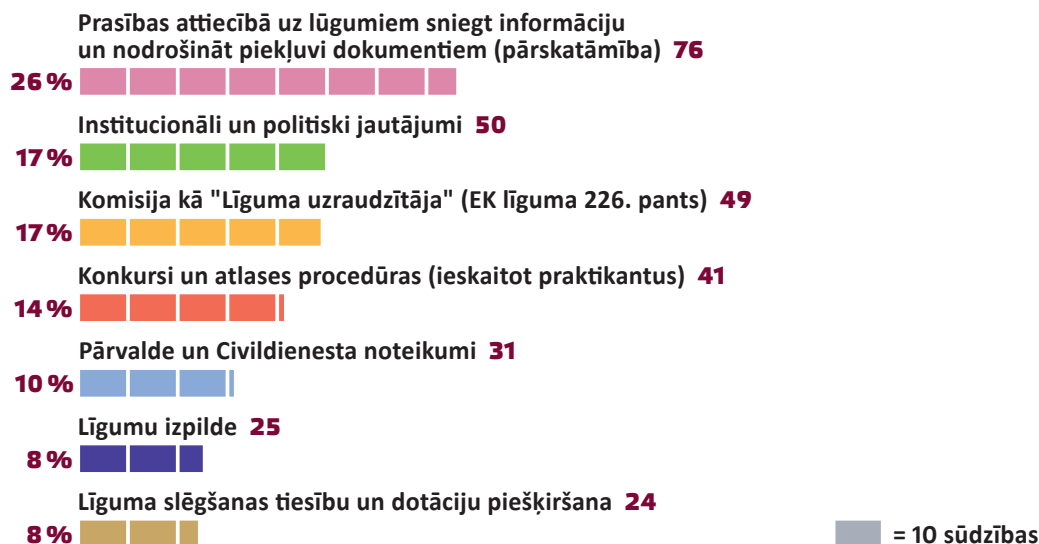 Prasības attiecībā uz lūgumiem sniegt informāciju
un nodrošināt piekļuvi dokumentiem (pārskatāmība) 76
26 %
Institucionāli un politiski jautājumi 50
17 %
Komisija kā "Līguma uzraudzītāja" (EK līguma 226. pants) 49
17 %
Konkursi un atlases procedūras (ieskaitot praktikantus) 41
14 %
Pārvalde un Civildienesta noteikumi 31
10 %
Līgumu izpilde 25
8 %
Līguma slēgšanas tiesību un dotāciju piešķiršana 24
8 %
= 10 sūdzības